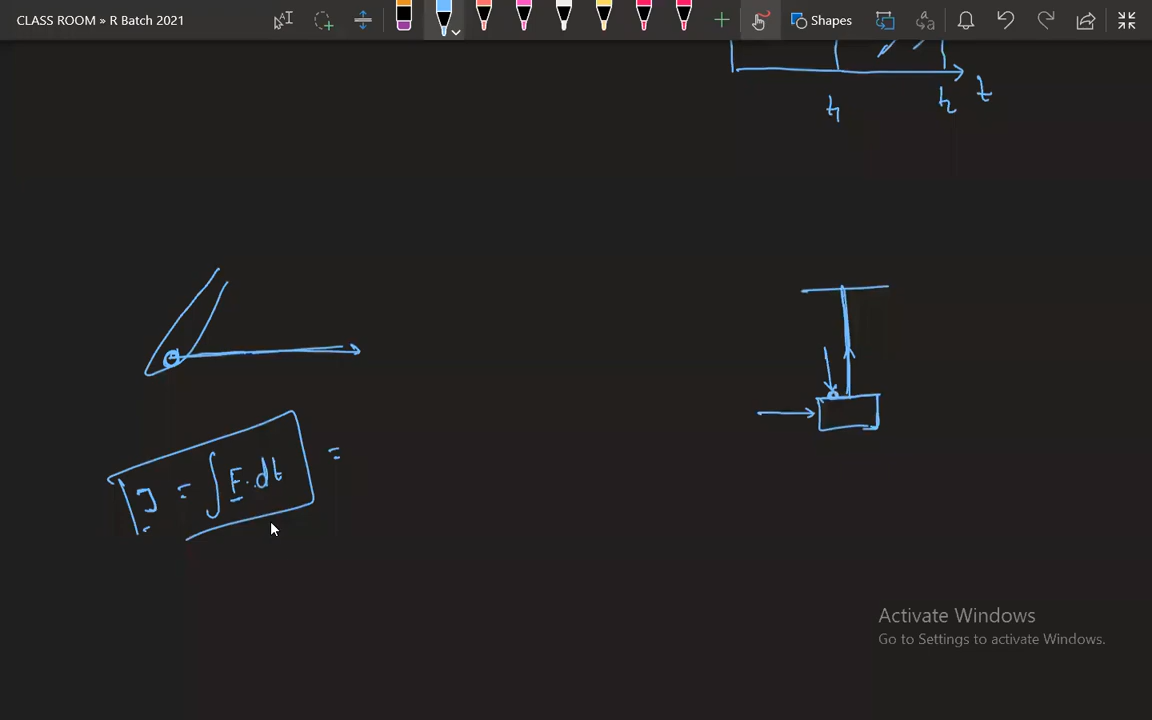 CLASS ROOM » R Batch 2021
Shapes
t₁ t₂ t
J = ∫ F . dt =
Activate Windows
Go to Settings to activate Windows.